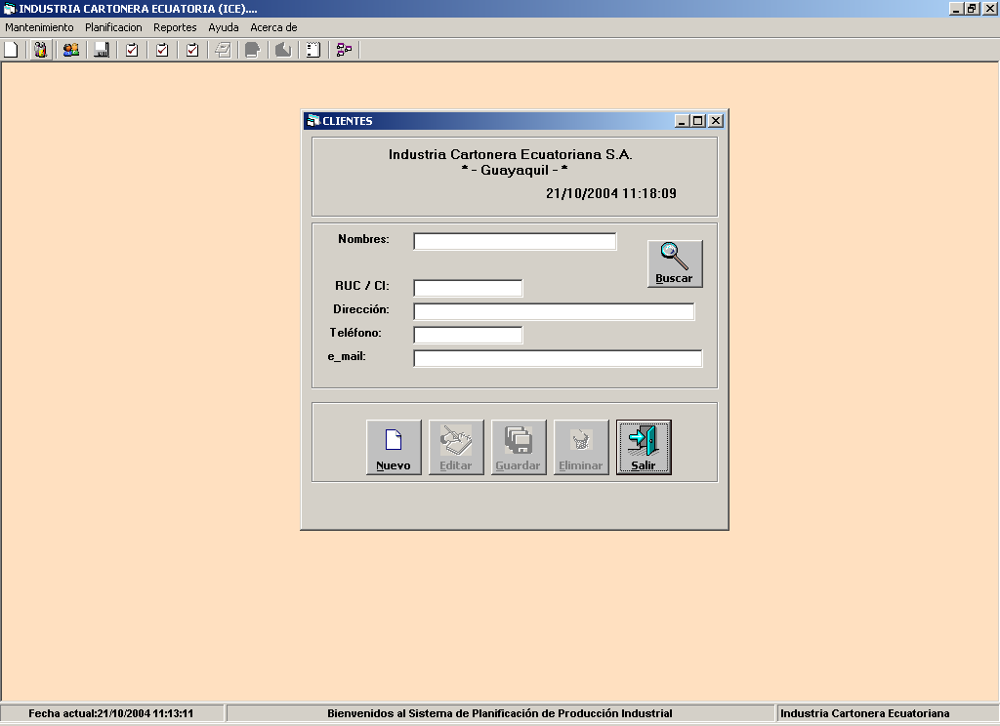 INDUSTRIA CARTONERA ECUATORIA (ICE)....
Mantenimiento Planificacion Reportes Ayuda Acerca de
CLIENTES
Industria Cartonera Ecuatoriana S.A.
* - Guayaquil - *
21/10/2004 11:18:09
Nombres:
Buscar
RUC / CI:
Dirección:
Teléfono:
e_mail:
Nuevo Editar Guardar Eliminar Salir
Fecha actual:21/10/2004 11:13:11 Bienvenidos al Sistema de Planificación de Producción Industrial Industria Cartonera Ecuatoriana